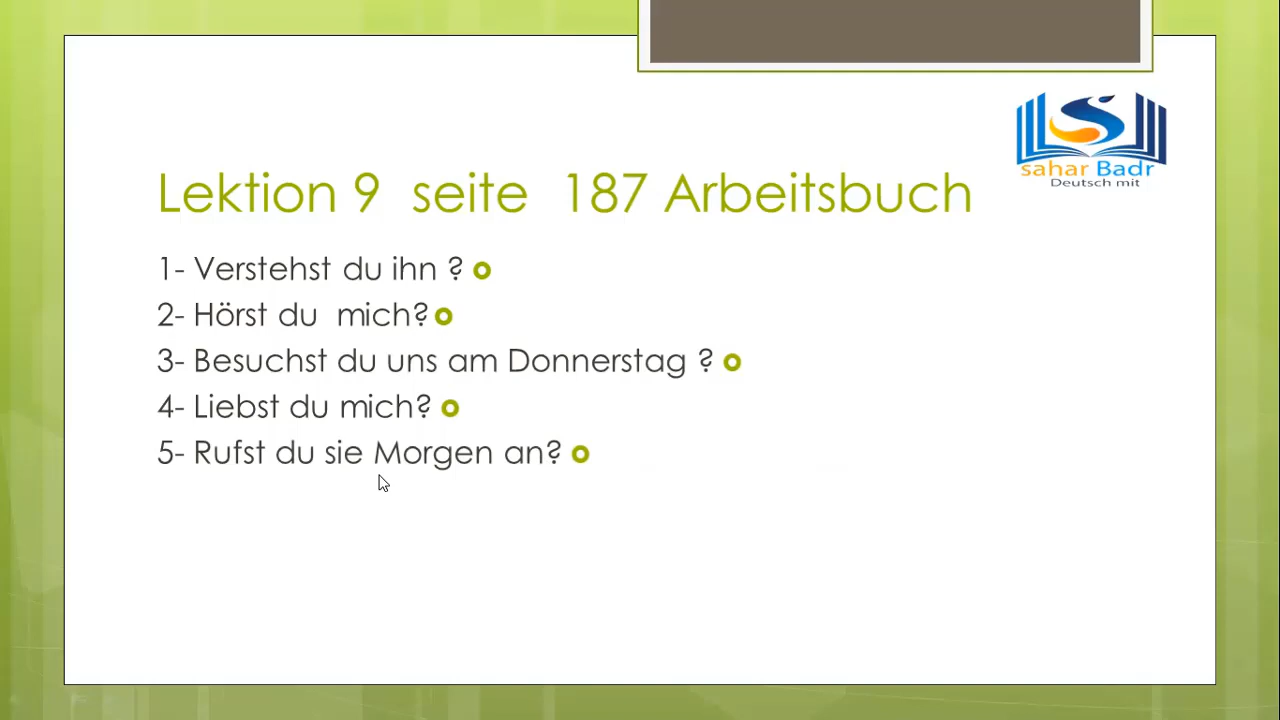 sahar Badr
Deutsch mit
Lektion 9 seite 187 Arbeitsbuch
1- Verstehst du ihn ?
2- Hörst du mich?
3- Besuchst du uns am Donnerstag ?
4- Liebst du mich?
5- Rufst du sie Morgen an?